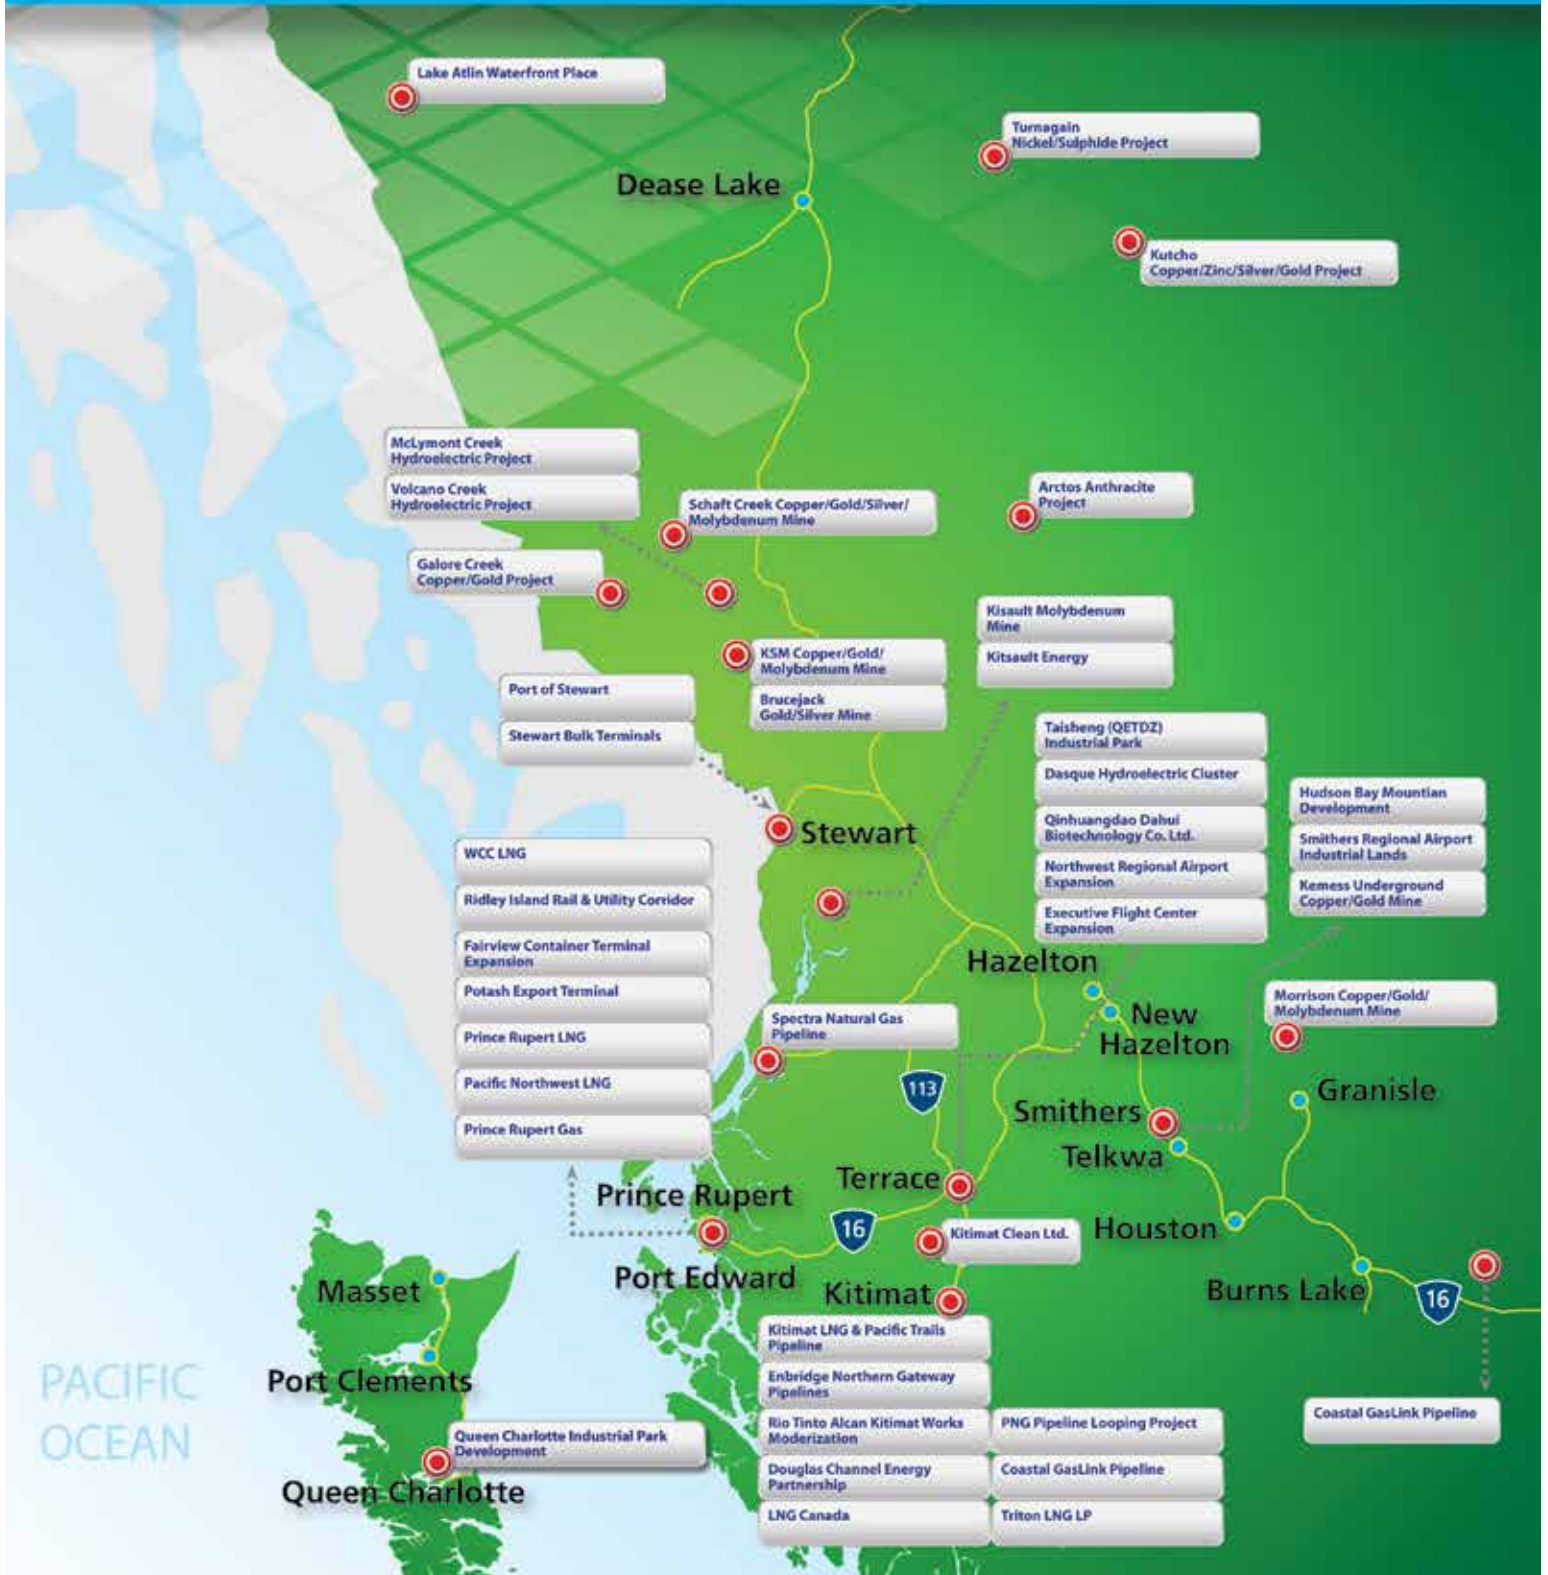 Lake Atlin Waterfront Place
Turnagain
Nickel/Sulphide Project
Dease Lake
Kutcho
Copper/Zinc/Silver/Gold Project
McLymont Creek
Hydroelectric Project
Volcano Creek
Hydroelectric Project
Schaft Creek Copper/Gold/Silver/
Molybdenum Mine
Arctos Anthracite
Project
Galore Creek
Copper/Gold Project
Kisault Molybdenum
Mine
Kitsault Energy
KSM Copper/Gold/
Molybdenum Mine
Brucejack
Gold/Silver Mine
Port of Stewart
Stewart Bulk Terminals
Taisheng (QETDZ)
Industrial Park
Dasque Hydroelectric Cluster
Qinhuangdao Dahui
Biotechnology Co. Ltd.
Northwest Regional Airport
Expansion
Executive Flight Center
Expansion
Hudson Bay Mountian
Development
Smithers Regional Airport
Industrial Lands
Kemess Underground
Copper/Gold Mine
Stewart
WCC LNG
Ridley Island Rail & Utility Corridor
Fairview Container Terminal
Expansion
Potash Export Terminal
Prince Rupert LNG
Pacific Northwest LNG
Prince Rupert Gas
Hazelton
New
Hazelton
Morrison Copper/Gold/
Molybdenum Mine
Spectra Natural Gas
Pipeline
113
Granisle
Smithers
Telkwa
Terrace
Prince Rupert
16
Kitimat Clean Ltd.
Houston
Port Edward
Kitimat
Burns Lake
16
Masset
Port Clements
PACIFIC
OCEAN
Queen Charlotte Industrial Park
Development
Queen Charlotte
Kitimat LNG & Pacific Trails
Pipeline
Enbridge Northern Gateway
Pipelines
Rio Tinto Alcan Kitimat Works
Moderization
Douglas Channel Energy
Partnership
LNG Canada
PNG Pipeline Looping Project
Coastal GasLink Pipeline
Triton LNG LP
Coastal GasLink Pipeline